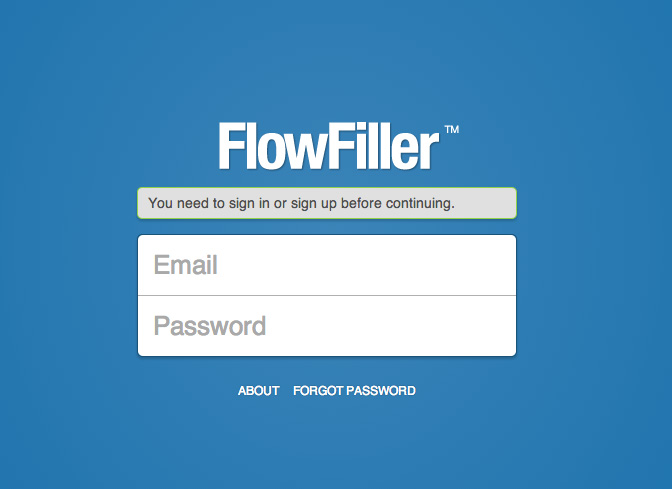 FlowFiller™
You need to sign in or sign up before continuing.
Email
Password
ABOUT FORGOT PASSWORD